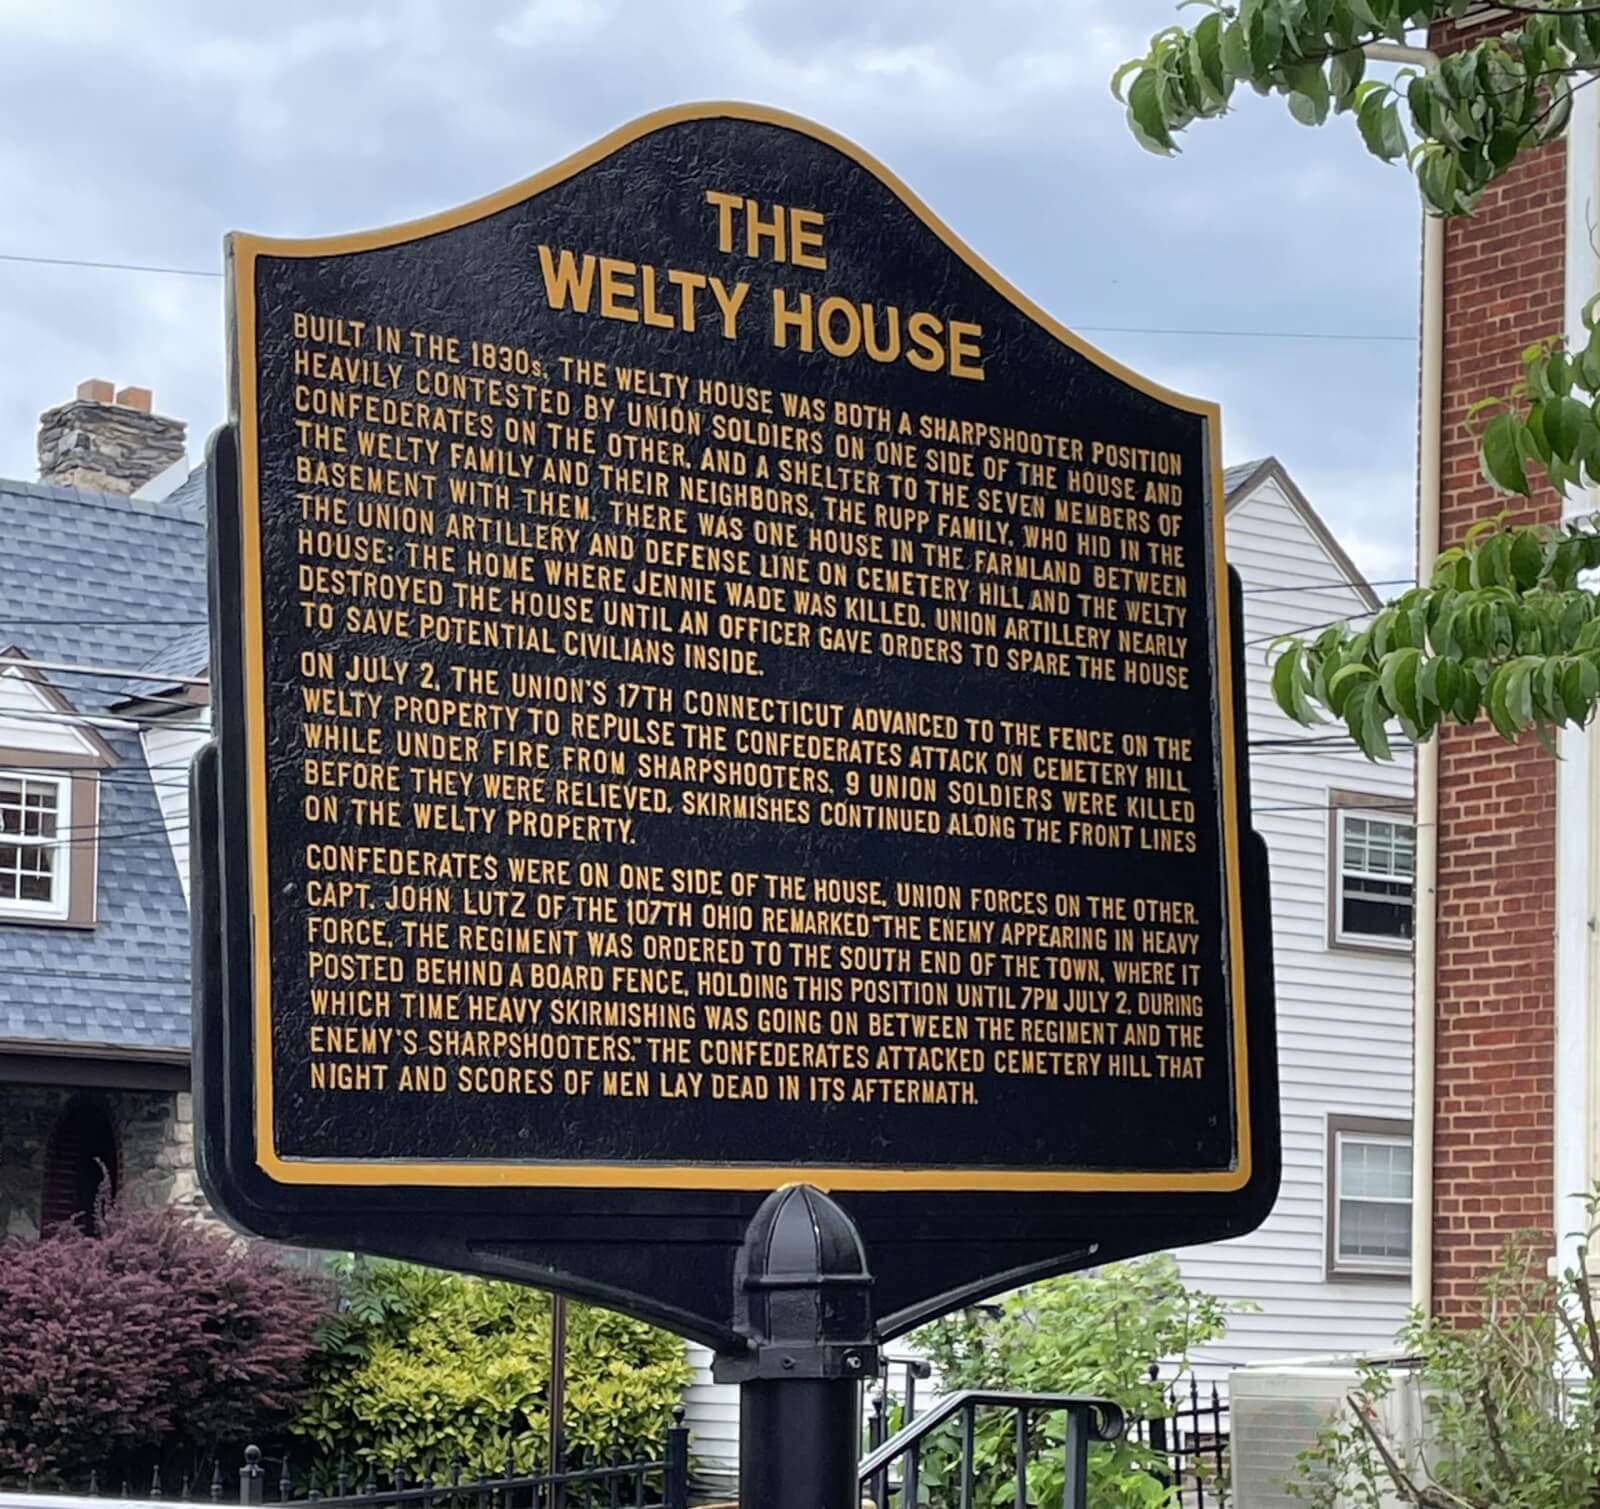 THE
WELTY HOUSE
BUILT IN THE 1830s, THE WELTY HOUSE WAS BOTH A SHARPSHOOTER POSITION
HEAVILY CONTESTED BY UNION SOLDIERS ON ONE SIDE OF THE HOUSE AND
CONFEDERATES ON THE OTHER, AND A SHELTER TO THE SEVEN MEMBERS OF
THE WELTY FAMILY AND THEIR NEIGHBORS, THE RUPP FAMILY, WHO HID IN THE
BASEMENT WITH THEM. THERE WAS ONE HOUSE IN THE FARMLAND BETWEEN
THE UNION ARTILLERY AND DEFENSE LINE ON CEMETERY HILL AND THE WELTY
HOUSE: THE HOME WHERE JENNIE WADE WAS KILLED. UNION ARTILLERY NEARLY
DESTROYED THE HOUSE UNTIL AN OFFICER GAVE ORDERS TO SPARE THE HOUSE
TO SAVE POTENTIAL CIVILIANS INSIDE.
ON JULY 2, THE UNION'S 17TH CONNECTICUT ADVANCED TO THE FENCE ON THE
WELTY PROPERTY TO REPULSE THE CONFEDERATES ATTACK ON CEMETERY HILL.
WHILE UNDER FIRE FROM SHARPSHOOTERS, 9 UNION SOLDIERS WERE KILLED
BEFORE THEY WERE RELIEVED. SKIRMISHES CONTINUED ALONG THE FRONT LINES
ON THE WELTY PROPERTY.
CONFEDERATES WERE ON ONE SIDE OF THE HOUSE, UNION FORCES ON THE OTHER.
CAPT. JOHN LUTZ OF THE 107TH OHIO REMARKED "THE ENEMY APPEARING IN HEAVY
FORCE, THE REGIMENT WAS ORDERED TO THE SOUTH END OF THE TOWN, WHERE IT
POSTED BEHIND A BOARD FENCE, HOLDING THIS POSITION UNTIL 7PM JULY 2, DURING
WHICH TIME HEAVY SKIRMISHING WAS GOING ON BETWEEN THE REGIMENT AND THE
ENEMY'S SHARPSHOOTERS." THE CONFEDERATES ATTACKED CEMETERY HILL THAT
NIGHT AND SCORES OF MEN LAY DEAD IN ITS AFTERMATH.